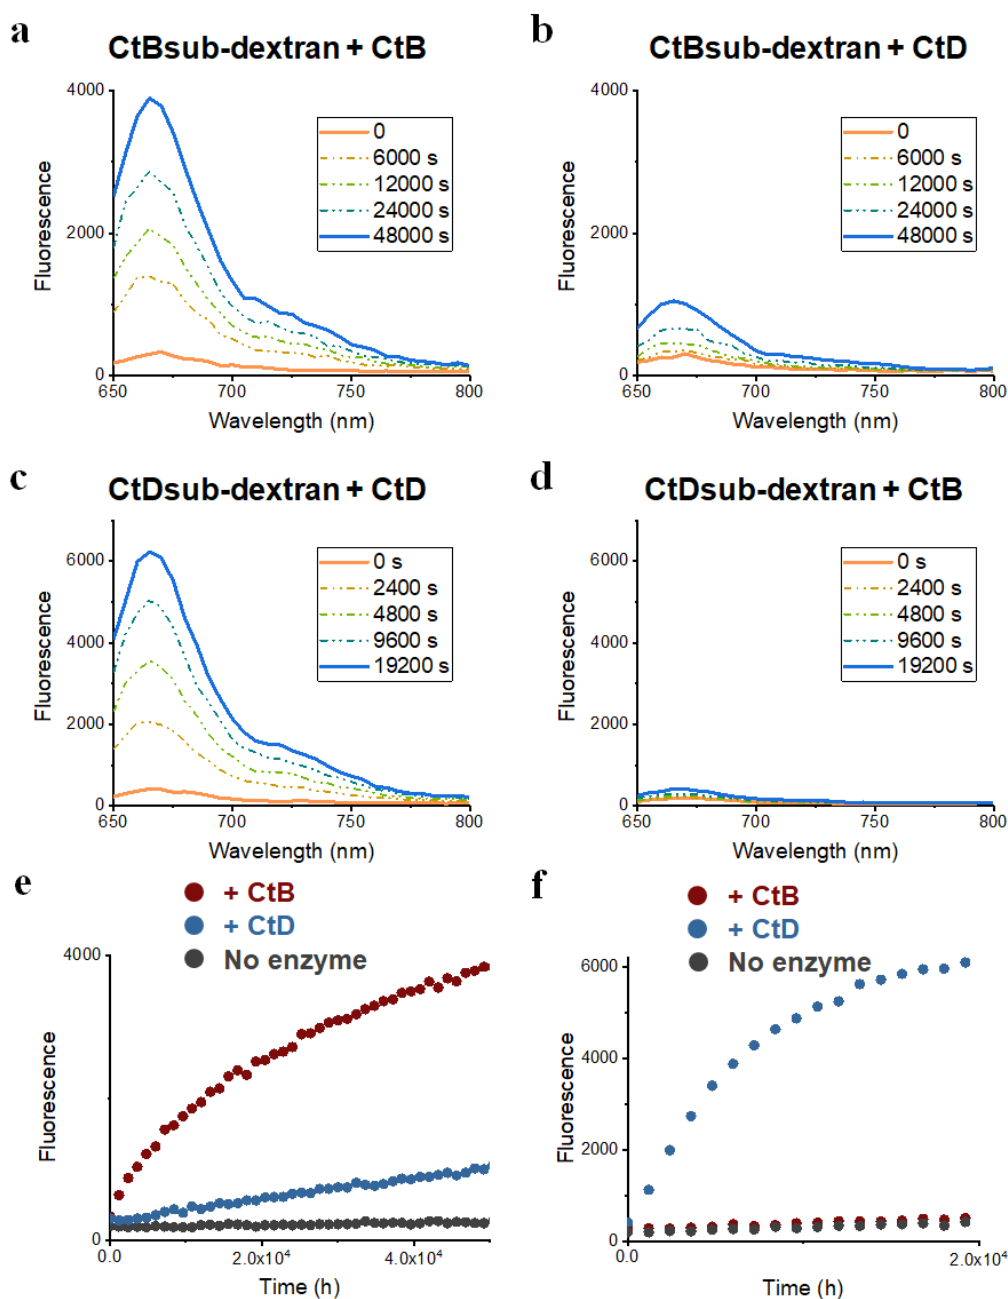 a
CtBsub-dextran + CtB
4000
2000
0
Fluorescence
0
6000 s
12000 s
24000 s
48000 s
650
700
750
800
Wavelength (nm)
b
CtBsub-dextran + CtD
4000
2000
0
Fluorescence
0
6000 s
12000 s
24000 s
48000 s
650
700
750
800
Wavelength (nm)
c
CtDsub-dextran + CtD
6000
4000
2000
0
Fluorescence
0 s
2400 s
4800 s
9600 s
19200 s
650
700
750
800
Wavelength (nm)
d
CtDsub-dextran + CtB
6000
4000
2000
0
Fluorescence
0 s
2400 s
4800 s
9600 s
19200 s
650
700
750
800
Wavelength (nm)
e
+ CtB
+ CtD
No enzyme
4000
0
Fluorescence
0.0
2.0x10⁴
4.0x10⁴
Time (h)
f
+ CtB
+ CtD
No enzyme
6000
4000
2000
0
Fluorescence
0.0
2.0x10⁴
Time (h)